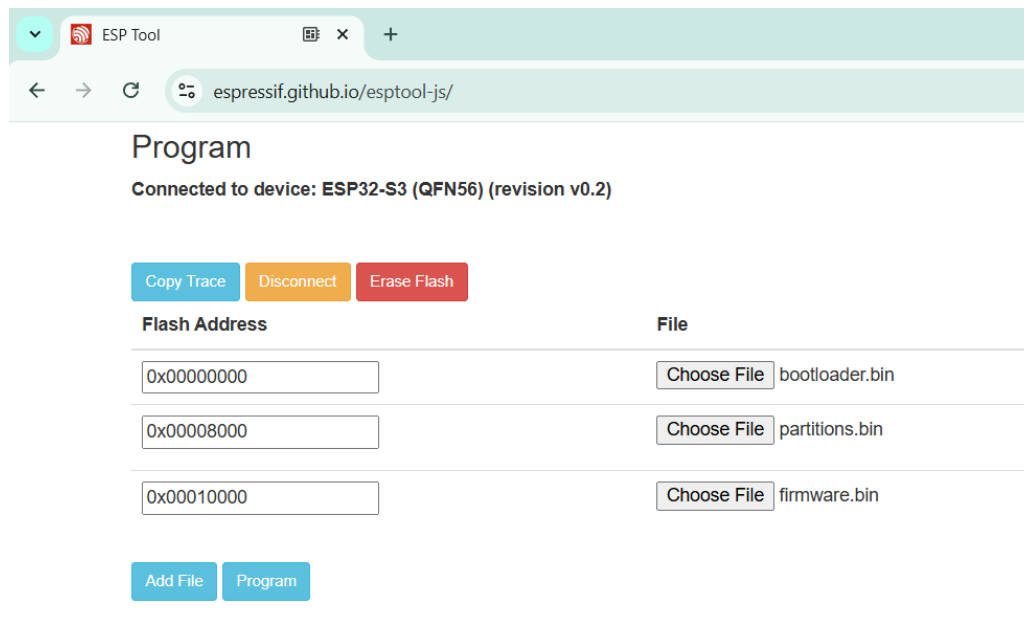 ESP Tool
espressif.github.io/esptool-js/
Program
Connected to device: ESP32-S3 (QFN56) (revision v0.2)
Copy Trace Disconnect Erase Flash
Flash Address File
0x00000000 Choose File bootloader.bin
0x00008000 Choose File partitions.bin
0x00010000 Choose File firmware.bin
Add File Program